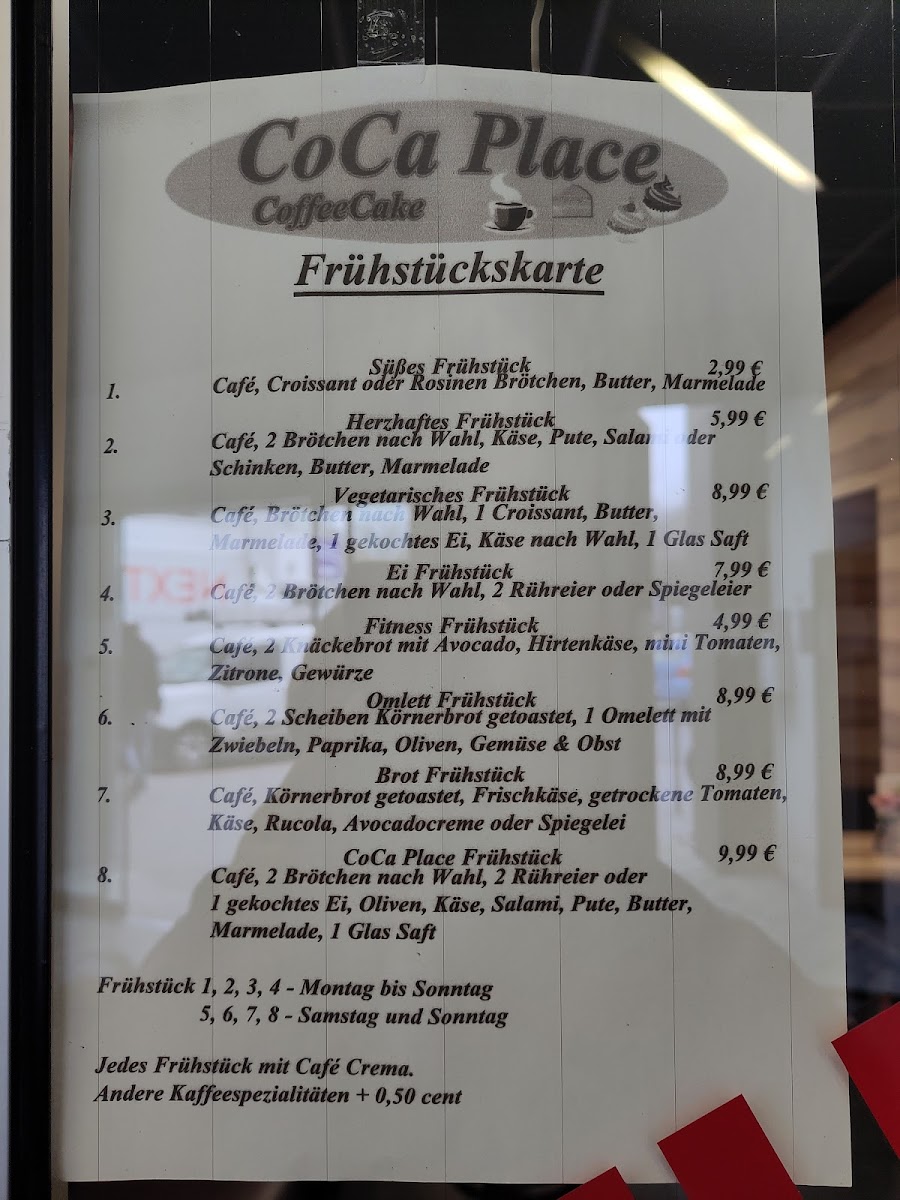 CoCa Place
CoffeeCake
Frühstückskarte
Süßes Frühstück 2,99 €
1. Café, Croissant oder Rosinen Brötchen, Butter, Marmelade
Herzhaftes Frühstück 5,99 €
2. Café, 2 Brötchen nach Wahl, Käse, Pute, Salami oder
Schinken, Butter, Marmelade
Vegetarisches Frühstück 8,99 €
3. Café, Brötchen nach Wahl, 1 Croissant, Butter,
Marmelade, 1 gekochtes Ei, Käse nach Wahl, 1 Glas Saft
Ei Frühstück 7,99 €
4. Café, 2 Brötchen nach Wahl, 2 Rühreier oder Spiegeleier
Fitness Frühstück 4,99 €
5. Café, 2 Knäckebrot mit Avocado, Hirtenkäse, mini Tomaten,
Zitrone, Gewürze
Omlett Frühstück 8,99 €
6. Café, 2 Scheiben Körnerbrot getoastet, 1 Omelett mit
Zwiebeln, Paprika, Oliven, Gemüse & Obst
Brot Frühstück 8,99 €
7. Café, Körnerbrot getoastet, Frischkäse, getrockene Tomaten,
Käse, Rucola, Avocadocreme oder Spiegelei
CoCa Place Frühstück 9,99 €
8. Café, 2 Brötchen nach Wahl, 2 Rühreier oder
1 gekochtes Ei, Oliven, Käse, Salami, Pute, Butter,
Marmelade, 1 Glas Saft
Frühstück 1, 2, 3, 4 - Montag bis Sonntag
5, 6, 7, 8 - Samstag und Sonntag
Jedes Frühstück mit Café Crema.
Andere Kaffeespezialitäten + 0,50 cent